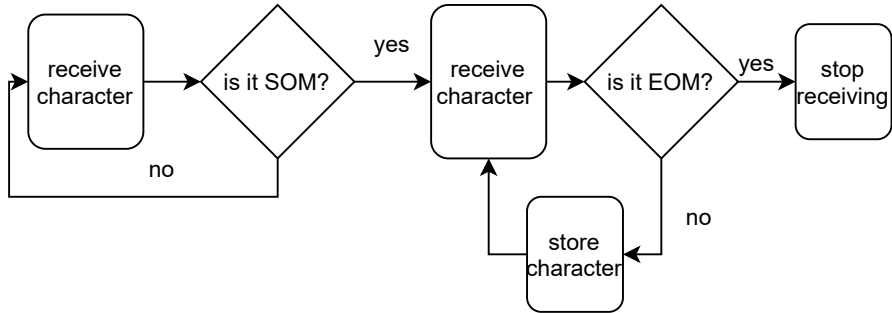 receive
character
is it SOM?
yes
no
receive
character
is it EOM?
yes
no
store
character
stop
receiving